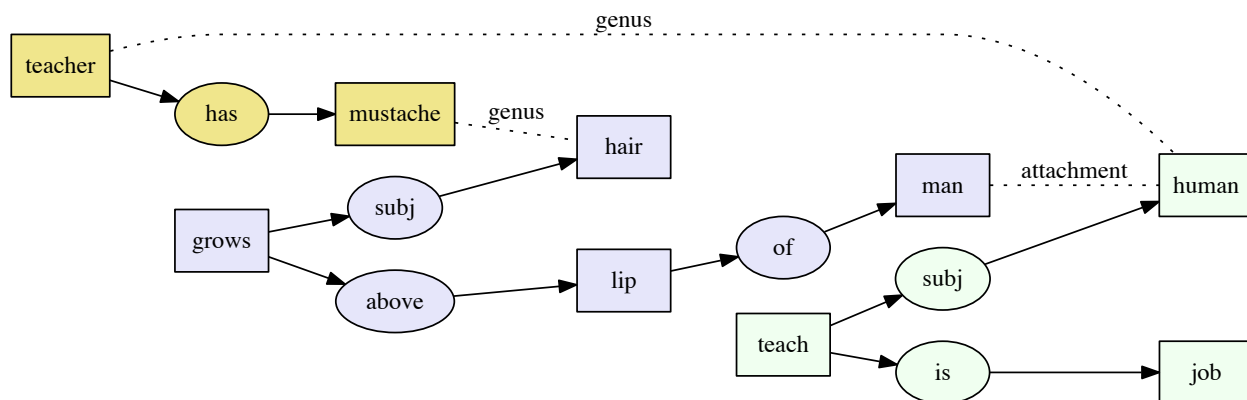 genus
teacher
has
mustache
genus
hair
man
attachment
human
subj
grows
of
subj
lip
above
teach
is
job